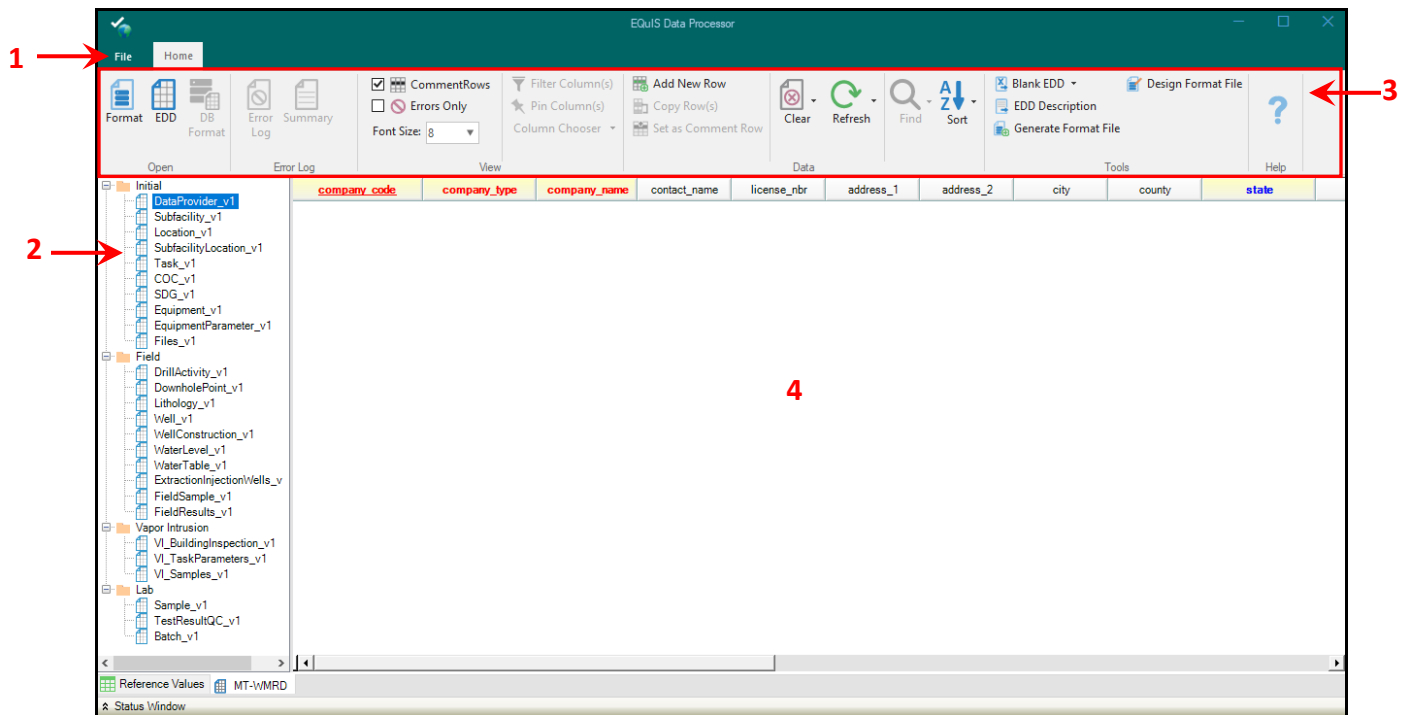 EQuIS Data Processor
1
File Home
3
Format EDD DB Format
Error Log Summary
CommentRows
Errors Only
Font Size: 8
Filter Column(s)
Pin Column(s)
Column Chooser
Add New Row
Copy Row(s)
Set as Comment Row
Clear Refresh Find Sort
A
Z
Blank EDD
EDD Description
Generate Format File
Design Format File
?
Open Error Log View Data Tools Help
2
Initial
DataProvider_v1
Subfacility_v1
Location_v1
SubfacilityLocation_v1
Task_v1
COC_v1
SDG_v1
Equipment_v1
EquipmentParameter_v1
Files_v1
Field
DrillActivity_v1
DownholePoint_v1
Lithology_v1
Well_v1
WellConstruction_v1
WaterLevel_v1
WaterTable_v1
ExtractionInjectionWells_v
FieldSample_v1
FieldResults_v1
Vapor Intrusion
VI_BuildingInspection_v1
VI_TaskParameters_v1
VI_Samples_v1
Lab
Sample_v1
TestResultQC_v1
Batch_v1
company_code company_type company_name contact_name license_nbr address_1 address_2 city county state
4
Reference Values MT-WMRD
Status Window